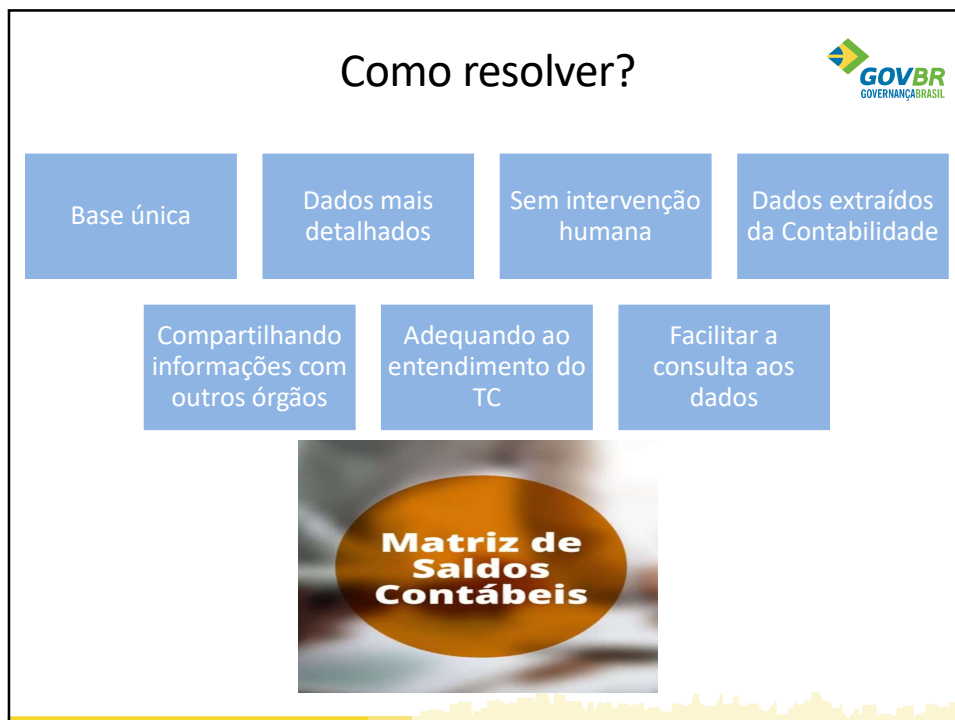 Como resolver?
GOVBR
GOVERNANÇABRASIL
Base única
Dados mais
detalhados
Sem intervenção
humana
Dados extraídos
da Contabilidade
Compartilhando
informações com
outros órgãos
Adequando ao
entendimento do
TC
Facilitar a
consulta aos
dados
Matriz de
Saldos
Contábeis